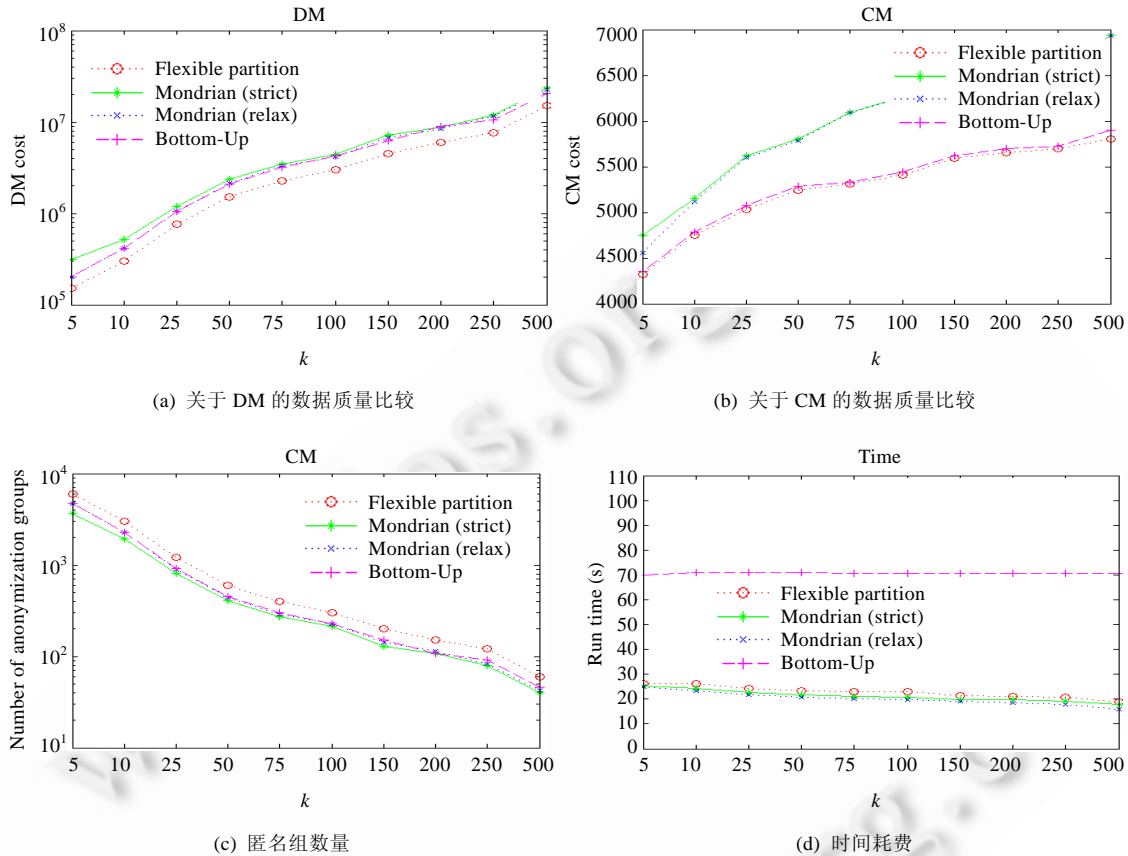 DM
10^8
10^7
10^6
10^5
DM cost
Flexible partition
Mondrian (strict)
Mondrian (relax)
Bottom-Up
5 10 25 50 75 100 150 200 250 500
k
(a) 关于 DM 的数据质量比较
CM
7000
6500
6000
5500
5000
4500
4000
CM cost
Flexible partition
Mondrian (strict)
Mondrian (relax)
Bottom-Up
5 10 25 50 75 100 150 200 250 500
k
(b) 关于 CM 的数据质量比较
CM
10^4
10^3
10^2
10^1
Number of anonymization groups
Flexible partition
Mondrian (strict)
Mondrian (relax)
Bottom-Up
5 10 25 50 75 100 150 200 250 500
k
(c) 匿名组数量
Time
110
100
90
80
70
60
50
40
30
20
10
0
Run time (s)
Flexible partition
Mondrian (strict)
Mondrian (relax)
Bottom-Up
5 10 25 50 75 100 150 200 250 500
k
(d) 时间耗费